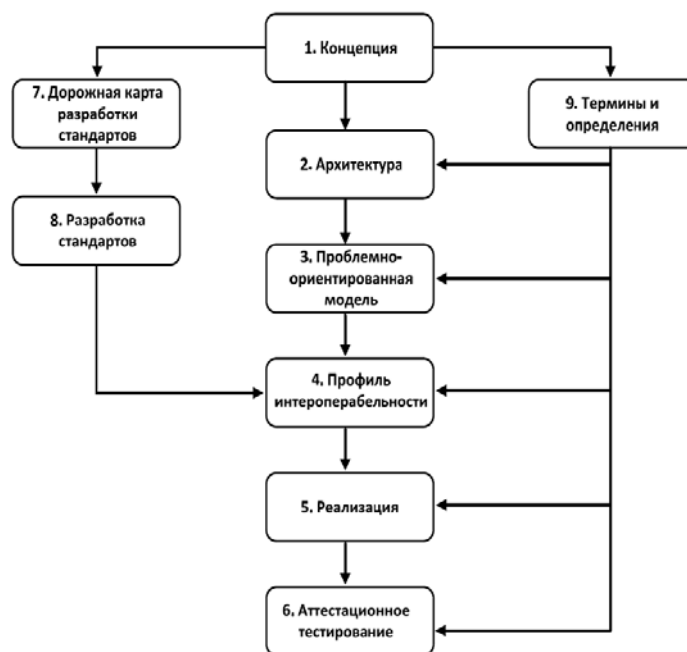 1. Концепция
7. Дорожная карта
разработки
стандартов
9. Термины и
определения
2. Архитектура
8. Разработка
стандартов
3. Проблемно-
ориентированная
модель
4. Профиль
интероперабельности
5. Реализация
6. Аттестационное
тестирование